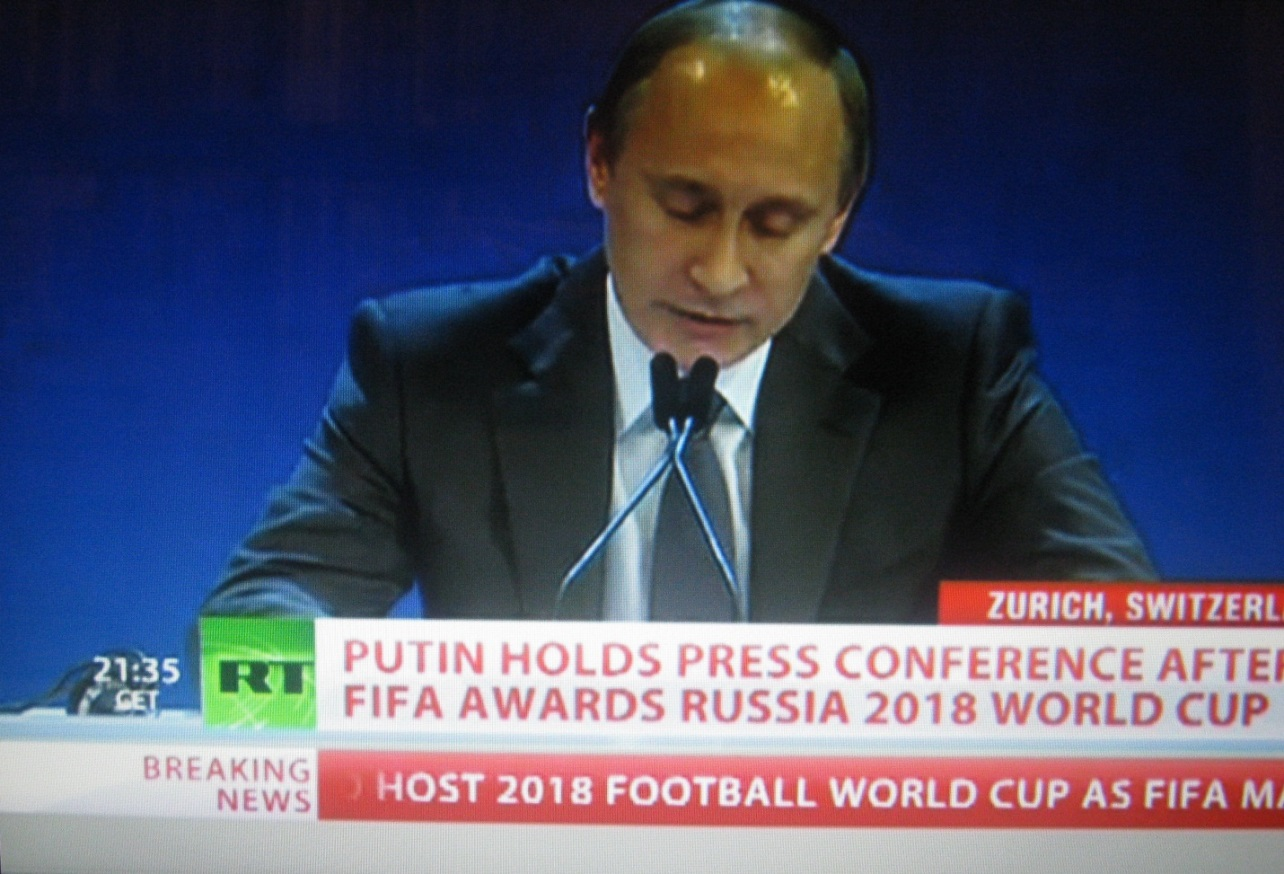 ZURICH, SWITZERL
PUTIN HOLDS PRESS CONFERENCE AFTER
FIFA AWARDS RUSSIA 2018 WORLD CUP
21:35
CET
RT
BREAKING
NEWS
HOST 2018 FOOTBALL WORLD CUP AS FIFA MA